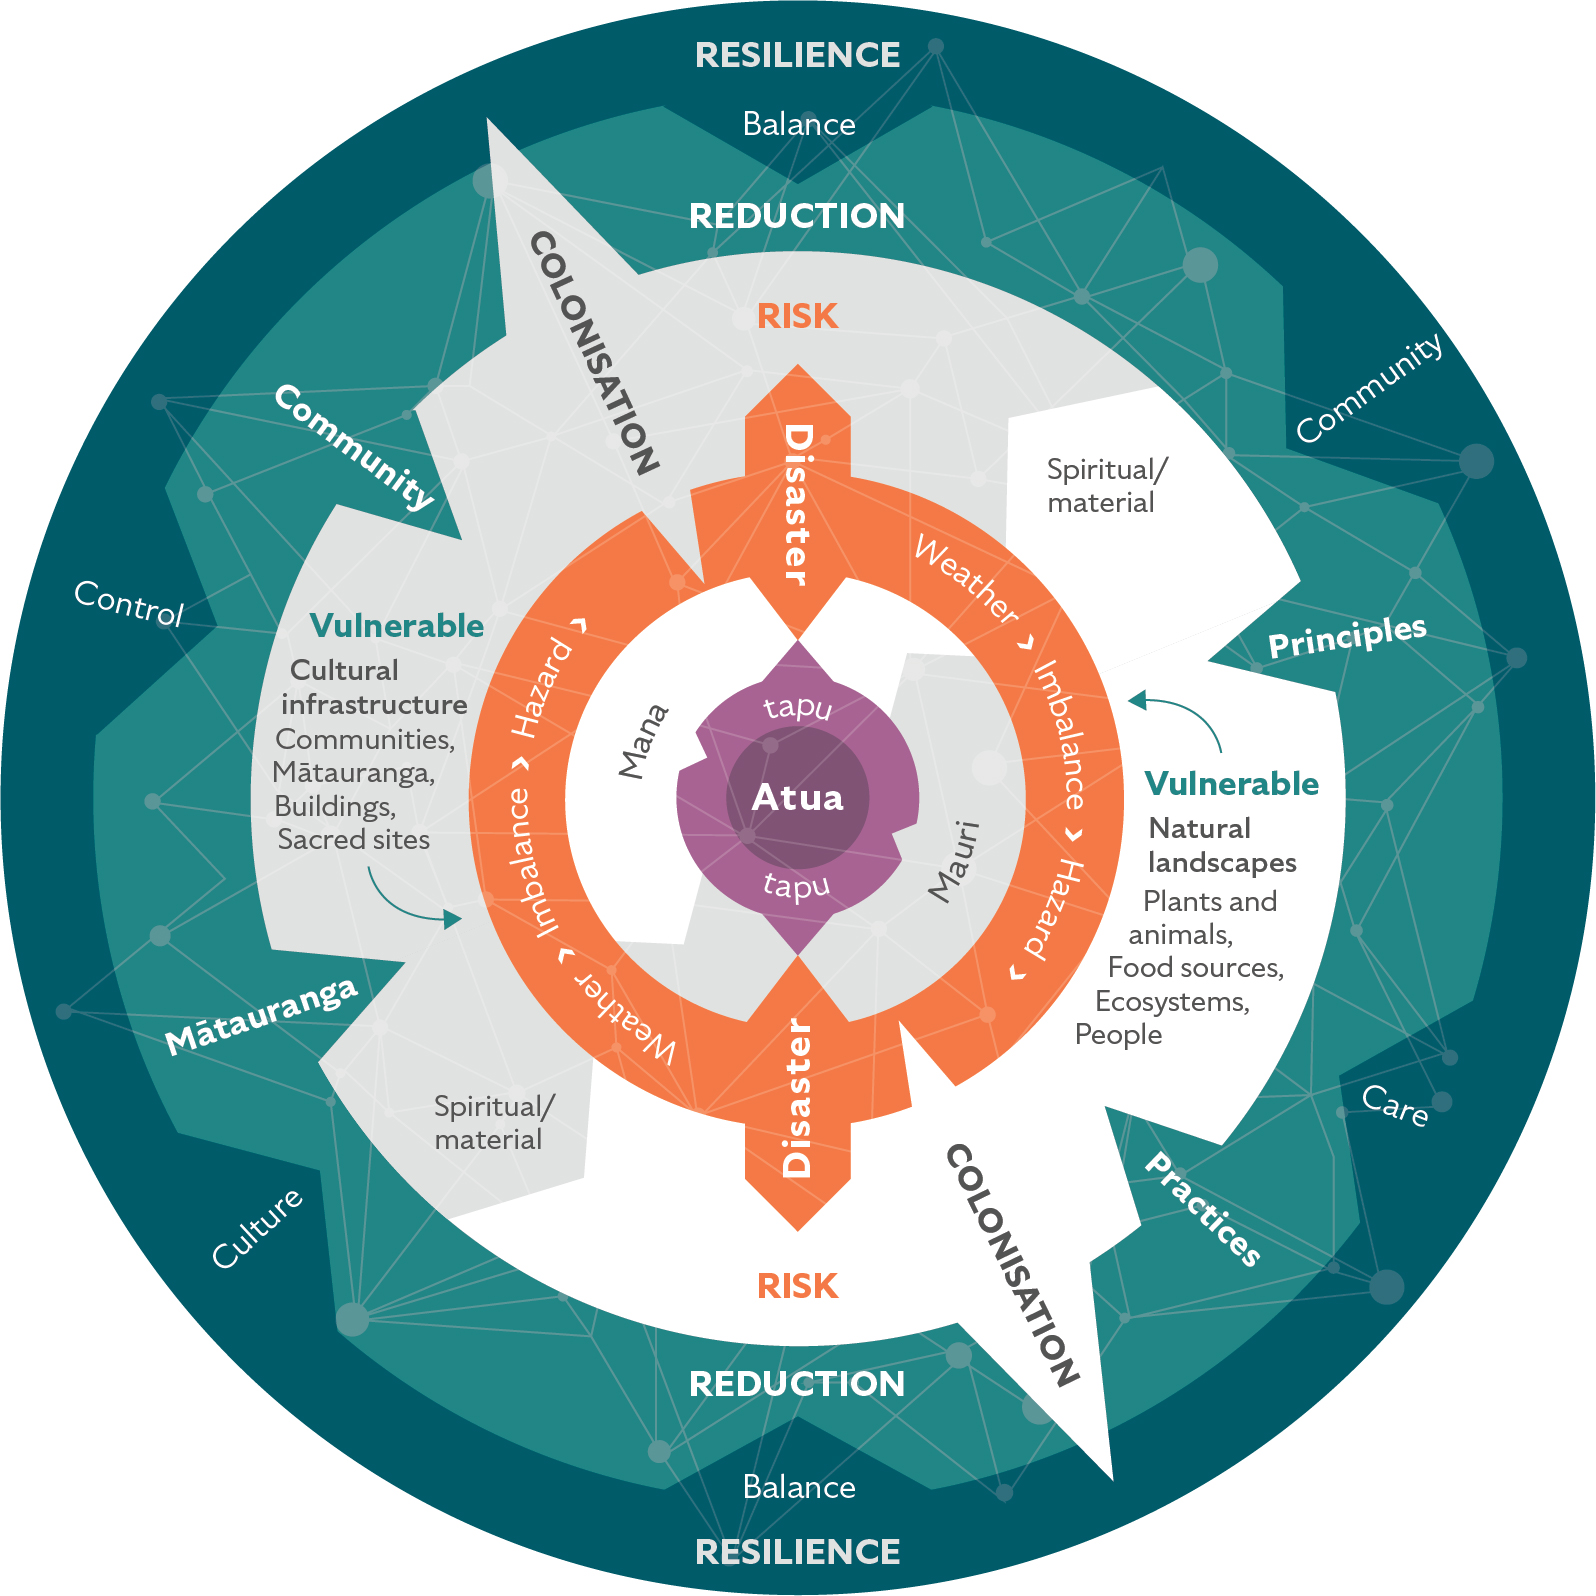 RESILIENCE
Balance
REDUCTION
RISK
COLONISATION
Disaster
Community
Community
Spiritual/
material
Control
Principles
Vulnerable
Cultural
infrastructure
Communities,
Mātauranga,
Buildings,
Sacred sites
Weather › Imbalance › Hazard ›
Mana
tapu
Atua
tapu
Mauri
Weather › Imbalance › Hazard ›
Vulnerable
Natural
landscapes
Plants and
animals,
Food sources,
Ecosystems,
People
Mātauranga
Spiritual/
material
Culture
Care
Practices
Disaster
COLONISATION
RISK
REDUCTION
Balance
RESILIENCE